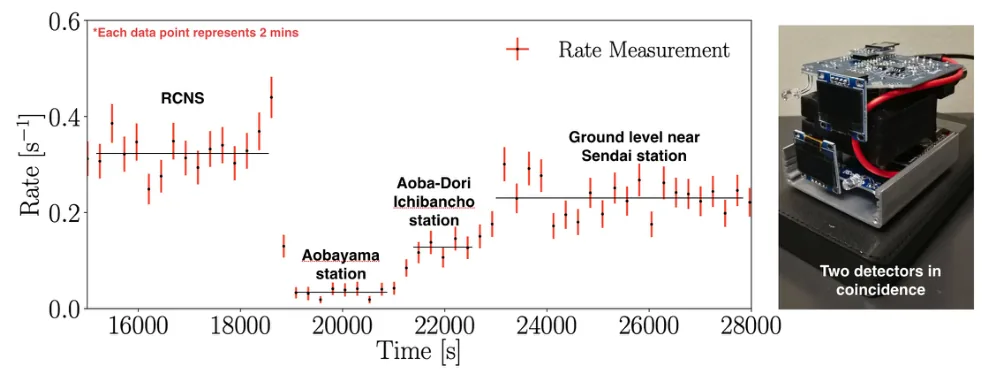 0.6
*Each data point represents 2 mins
Rate Measurement
RCNS
0.4
Ground level near
Sendai station
Rate [s⁻¹]
Aoba-Dori
Ichibancho
station
0.2
Aobayama
station
0.0
16000 18000 20000 22000 24000 26000 28000
Time [s]
Two detectors in
coincidence